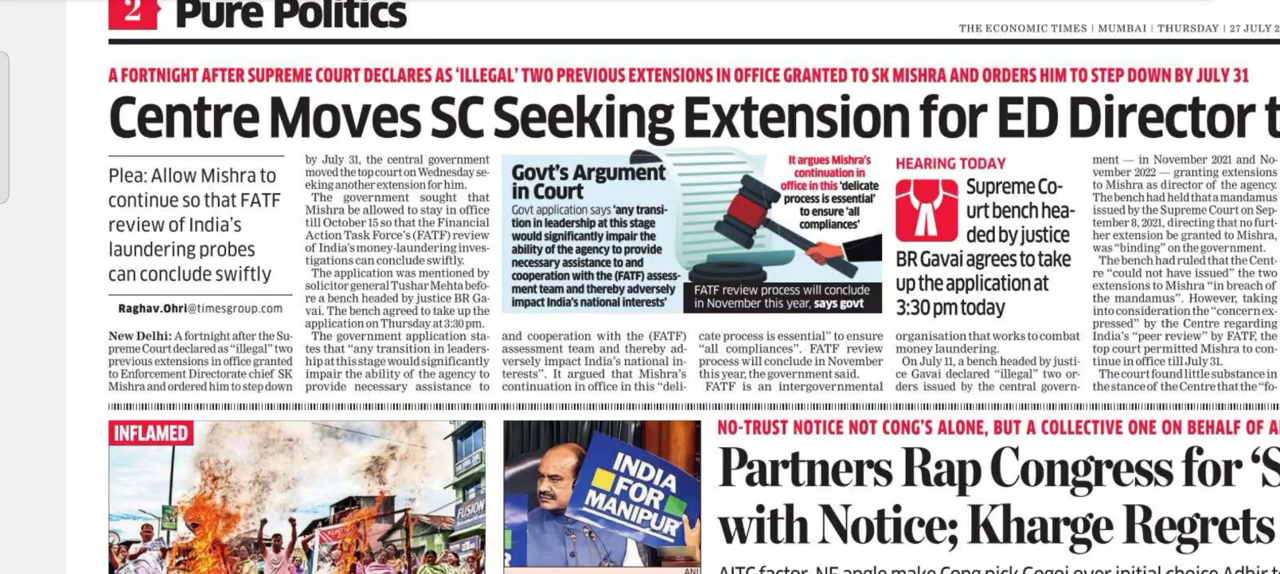 2
Pure Politics
THE ECONOMIC TIMES | MUMBAI | THURSDAY | 27 JULY 2
A FORTNIGHT AFTER SUPREME COURT DECLARES AS ‘ILLEGAL’ TWO PREVIOUS EXTENSIONS IN OFFICE GRANTED TO SK MISHRA AND ORDERS HIM TO STEP DOWN BY JULY 31
Centre Moves SC Seeking Extension for ED Director t
Plea: Allow Mishra to
continue so that FATF
review of India’s
laundering probes
can conclude swiftly
Raghav.Ohri@timesgroup.com
New Delhi: A fortnight after the Su-
preme Court declared as “illegal” two
previous extensions in office granted
to Enforcement Directorate chief SK
Mishra and ordered him to step down
by July 31, the central government
moved the top court on Wednesday se-
eking another extension for him.
The government sought that
Mishra be allowed to stay in office
till October 15 so that the Financial
Action Task Force’s (FATF) review
of India’s money-laundering inves-
tigations can conclude swiftly.
The application was mentioned by
solicitor general Tushar Mehta befo-
re a bench headed by justice BR Ga-
vai. The bench agreed to take up the
application on Thursday at 3:30 pm.
The government application sta-
tes that “any transition in leaders-
hip at this stage would significantly
impair the ability of the agency to
provide necessary assistance to
Govt’s Argument
in Court
Govt application says ‘any transi-
tion in leadership at this stage
would significantly impair the
ability of the agency to provide
necessary assistance to and
cooperation with the (FATF) assess-
ment team and thereby adversely
impact India’s national interests’
It argues Mishra’s
continuation in
office in this ‘delicate
process is essential’
to ensure ‘all
compliances’
FATF review process will conclude
in November this year, says govt
and cooperation with the (FATF)
assessment team and thereby ad-
versely impact India’s national in-
terests”. It argued that Mishra’s
continuation in office in this “deli-
cate process is essential” to ensure
“all compliances”. FATF review
process will conclude in November
this year, the government said.
FATF is an intergovernmental
HEARING TODAY
Supreme Co-
urt bench hea-
ded by justice
BR Gavai agrees to take
up the application at
3:30 pm today
organisation that works to combat
money laundering.
On July 11, a bench headed by justi-
ce Gavai declared “illegal” two or-
ders issued by the central govern-
ment — in November 2021 and No-
vember 2022 — granting extensions
to Mishra as director of the agency.
The bench had held that a mandamus
issued by the Supreme Court on Sep-
tember 8, 2021, directing that no furt-
her extension be granted to Mishra,
was “binding” on the government.
The bench had ruled that the Cent-
re “could not have issued” the two
extensions to Mishra “in breach of
the mandamus”. However, taking
into consideration the “concern ex-
pressed” by the Centre regarding
India’s “peer review” by FATF, the
top court permitted Mishra to con-
tinue in office till July 31.
The court found little substance in
the stance of the Centre that the “fo-
INFLAMED
FUSION
INDIA
FOR
MANIPUR
ANI
NO-TRUST NOTICE NOT CONG’S ALONE, BUT A COLLECTIVE ONE ON BEHALF OF
Partners Rap Congress for ‘S
with Notice; Kharge Regrets
AITC factor, NE angle make Cong pick Gogoi over initial choice Adhir